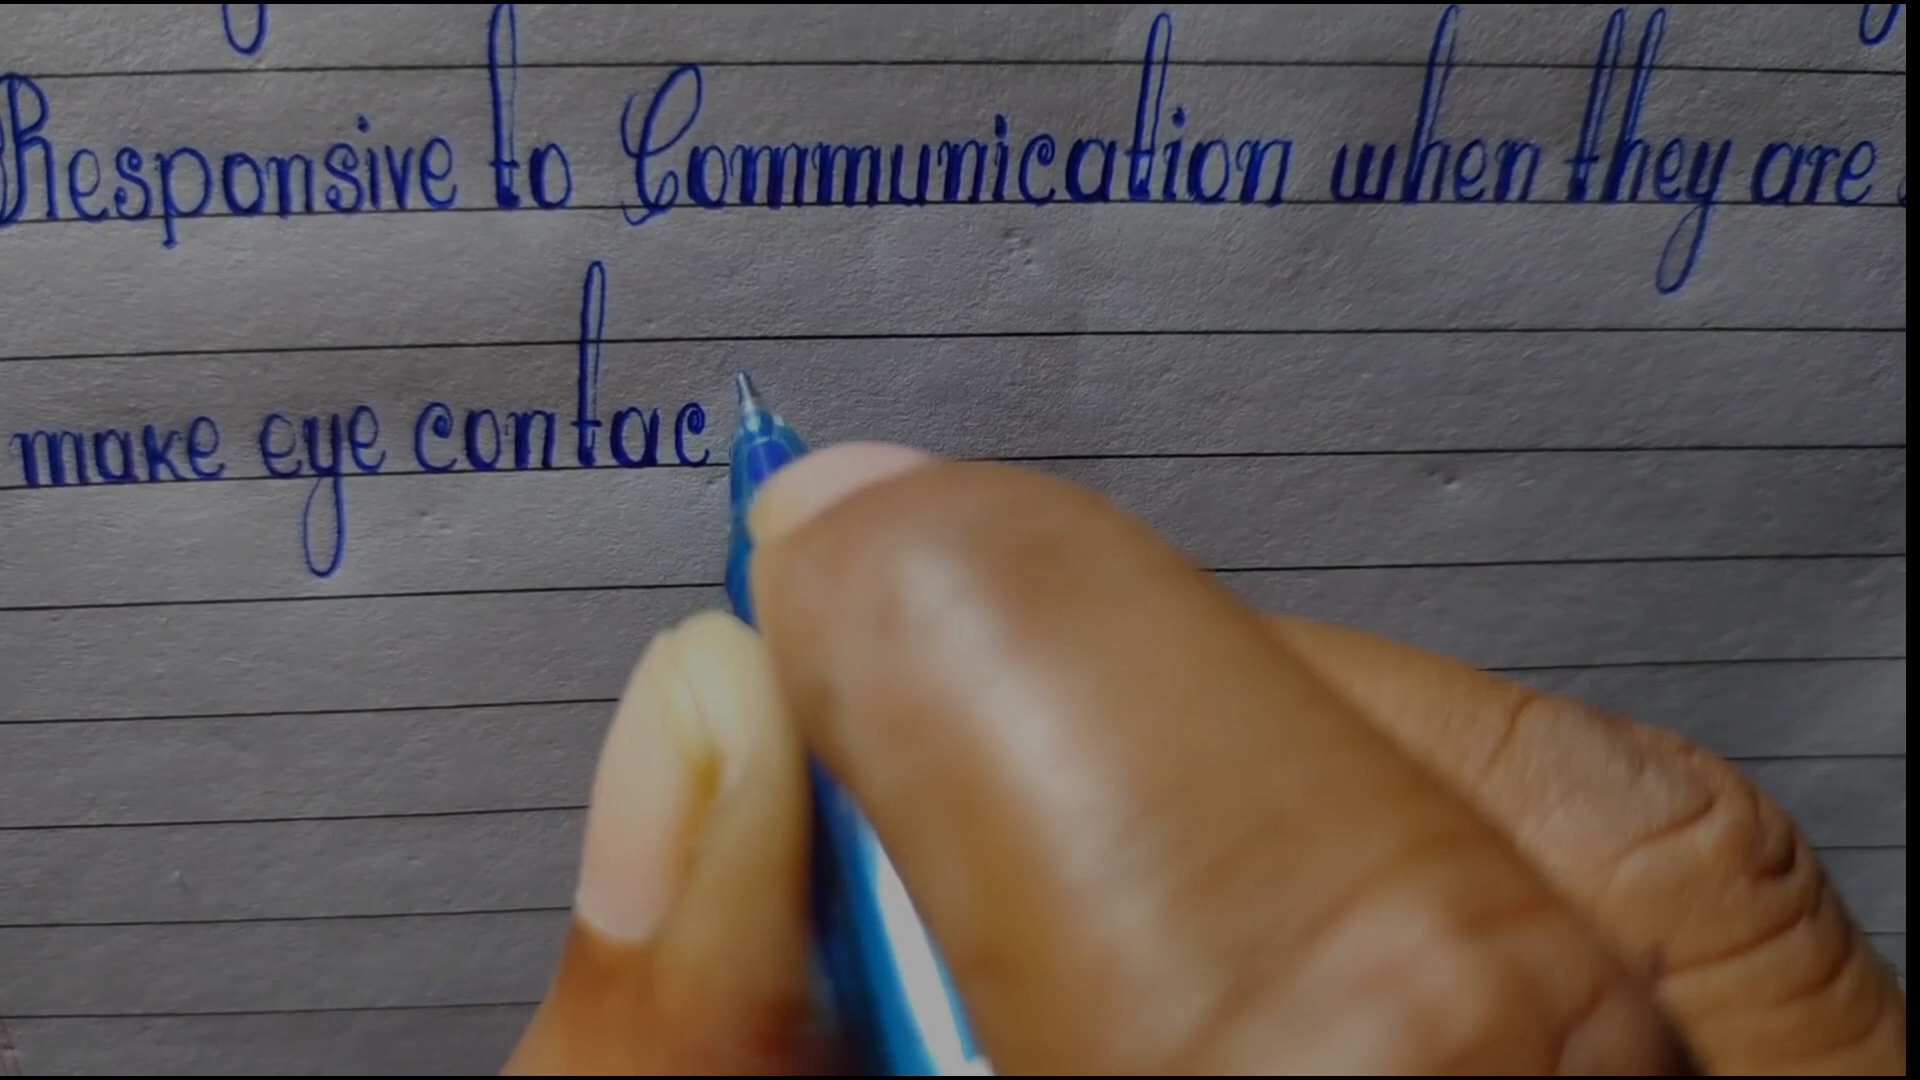 Responsive to Communication when they are
make eye contac